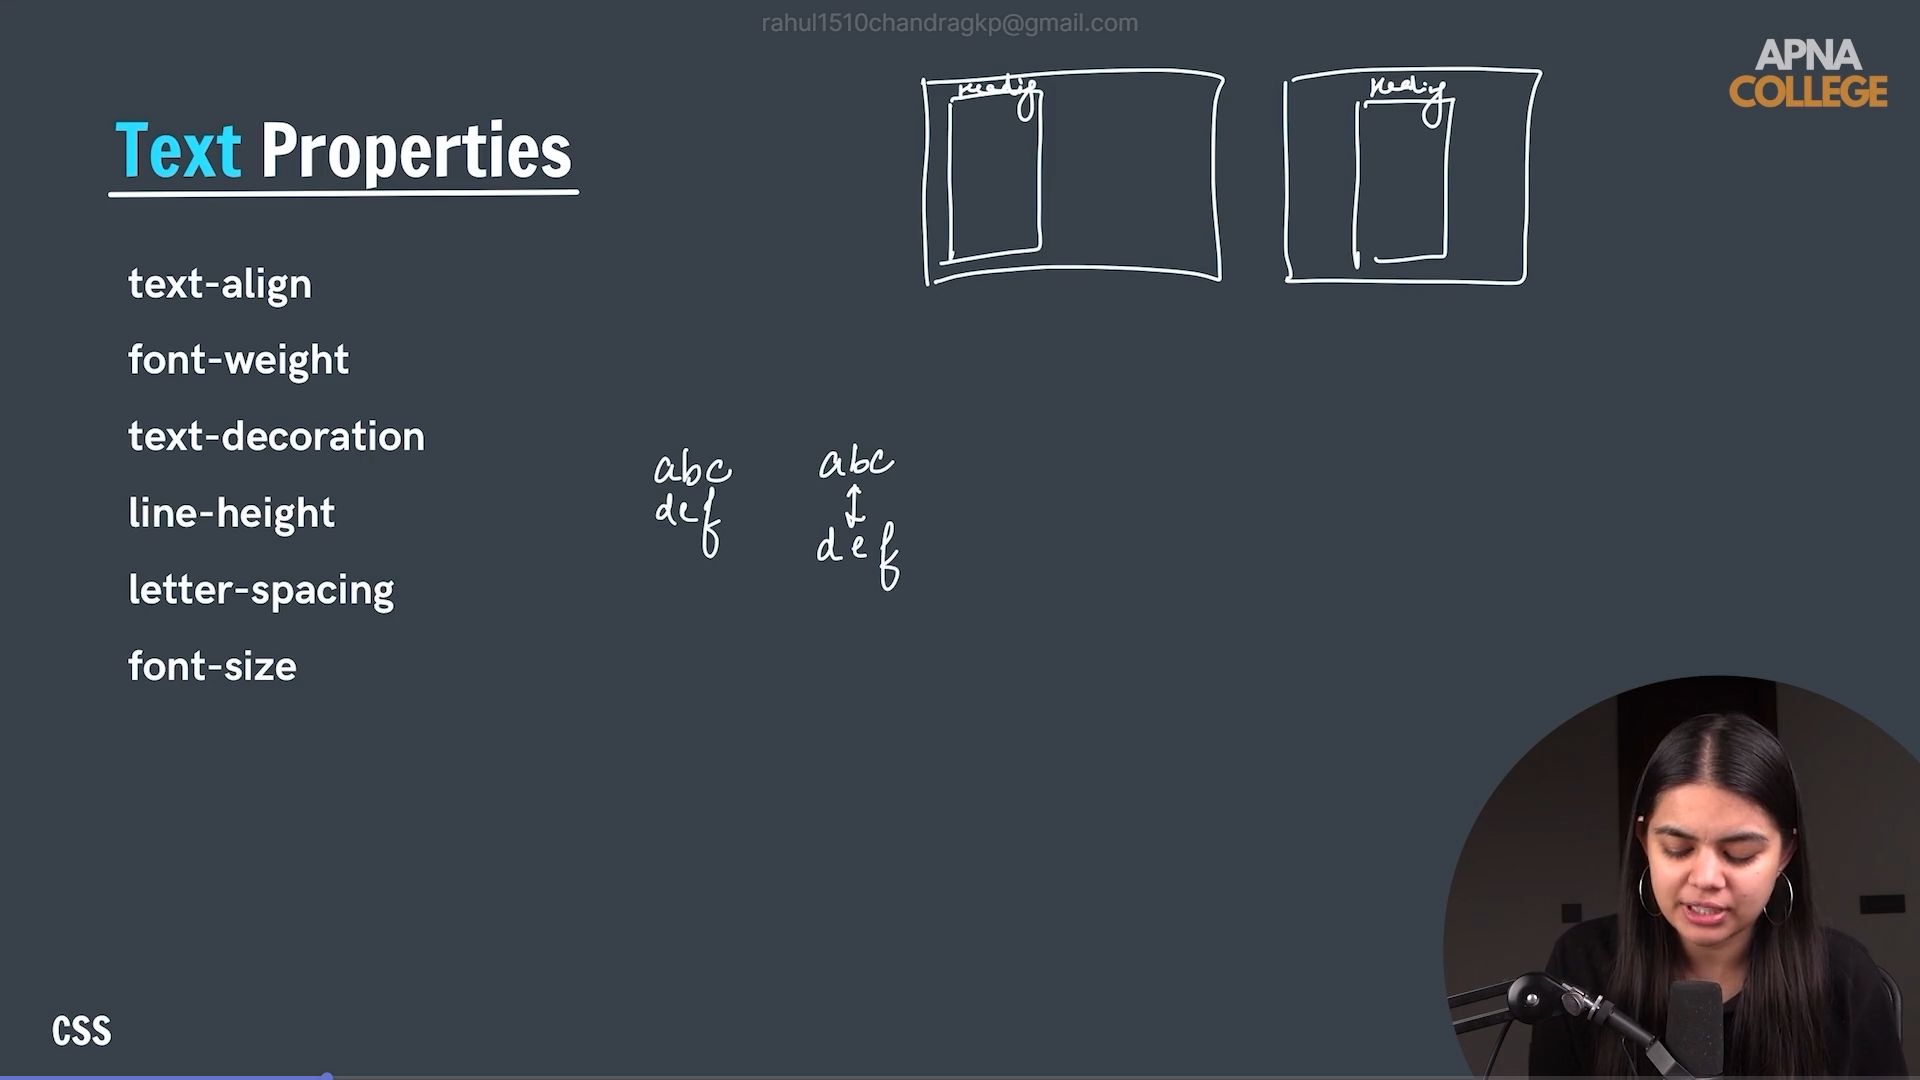 rahul1510chandragkp@gmail.com
APNA
COLLEGE
Heading
Heading
Text Properties
text-align
font-weight
text-decoration
line-height
letter-spacing
font-size
abc
def
abc
def
CSS